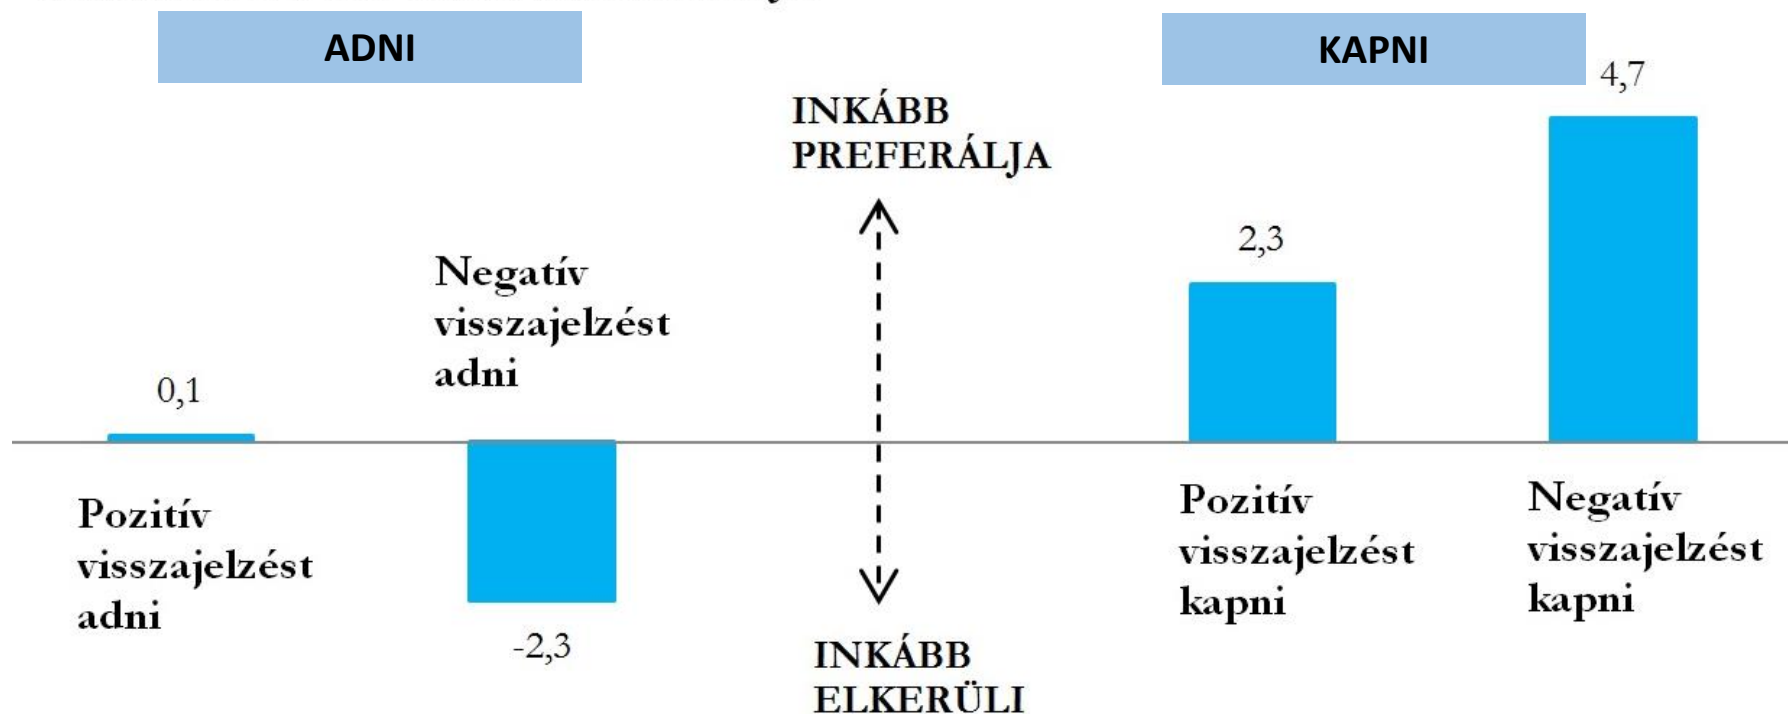 ADNI
KAPNI
4,7
INKÁBB
PREFERÁLJA
2,3
Negatív
visszajelzést
adni
0,1
Pozitív
visszajelzést
adni
-2,3
Pozitív
visszajelzést
kapni
Negatív
visszajelzést
kapni
INKÁBB
ELKERÜLI